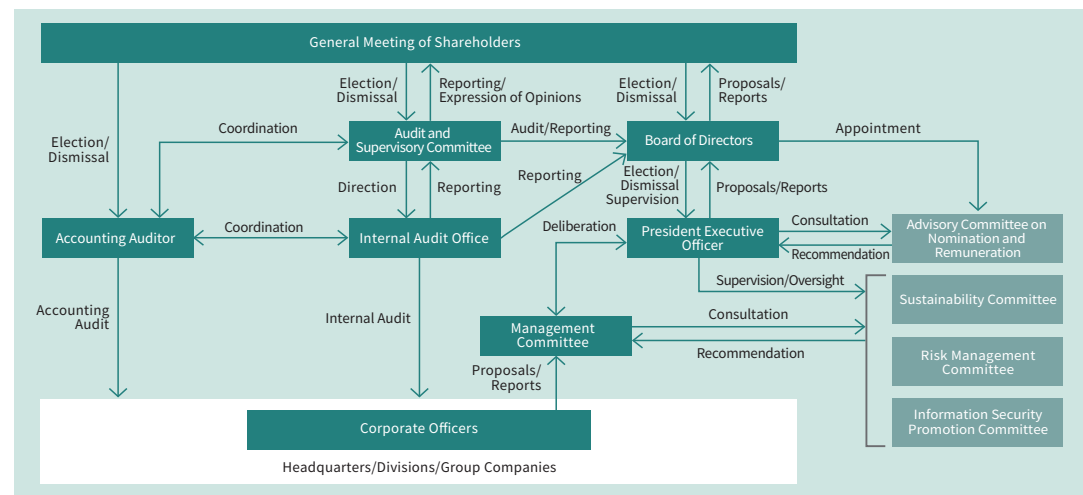 General Meeting of Shareholders
Election/
Dismissal
Election/
Dismissal
Reporting/
Expression of Opinions
Election/
Dismissal
Proposals/
Reports
Coordination
Audit and
Supervisory Committee
Audit/Reporting
Board of Directors
Appointment
Direction
Reporting
Reporting
Election/
Dismissal
Supervision
Proposals/Reports
Accounting Auditor
Coordination
Internal Audit Office
Deliberation
President Executive
Officer
Consultation
Recommendation
Advisory Committee on
Nomination and
Remuneration
Supervision/Oversight
Sustainability Committee
Accounting
Audit
Internal Audit
Management
Committee
Consultation
Recommendation
Risk Management
Committee
Proposals/
Reports
Information Security
Promotion Committee
Corporate Officers
Headquarters/Divisions/Group Companies